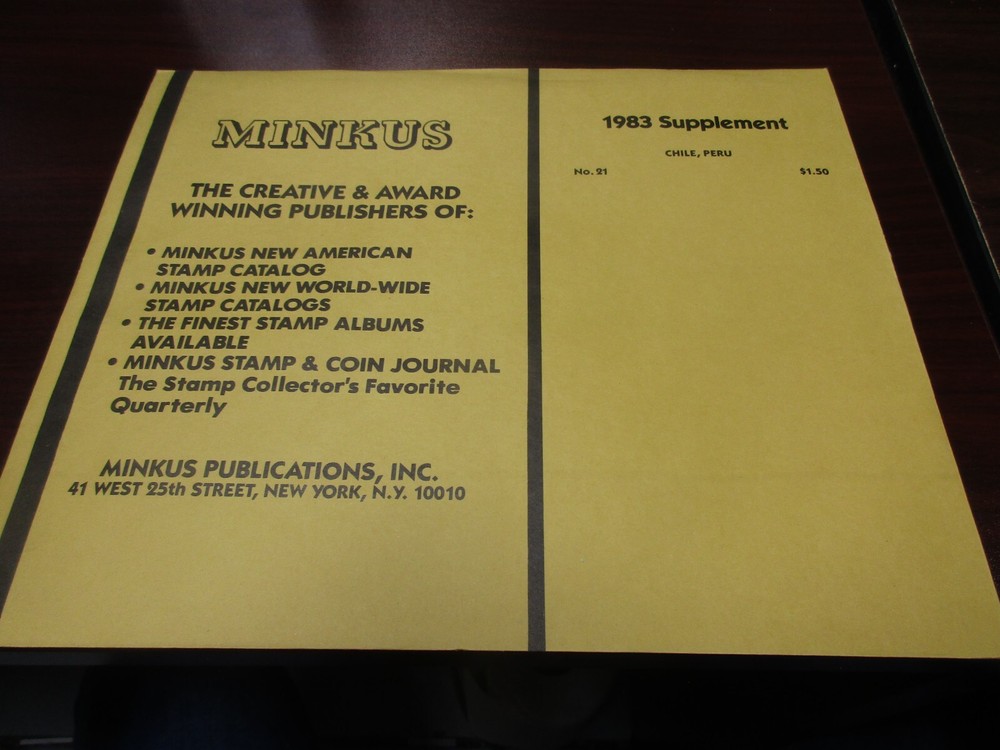 MINKUS
THE CREATIVE & AWARD
WINNING PUBLISHERS OF:
• MINKUS NEW AMERICAN
STAMP CATALOG
• MINKUS NEW WORLD-WIDE
STAMP CATALOGS
• THE FINEST STAMP ALBUMS
AVAILABLE
• MINKUS STAMP & COIN JOURNAL
The Stamp Collector's Favorite
Quarterly
MINKUS PUBLICATIONS, INC.
41 WEST 25th STREET, NEW YORK, N.Y. 10010
1983 Supplement
CHILE, PERU
No. 21 $1.50